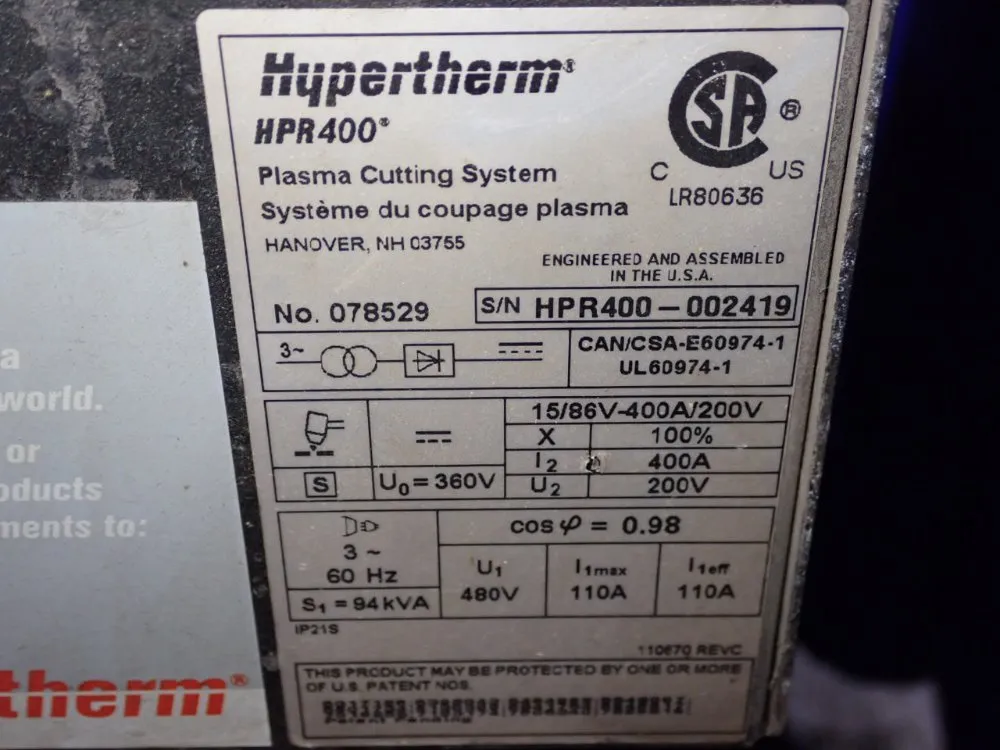 Hypertherm®
HPR400®
Plasma Cutting System
Système du coupage plasma
HANOVER, NH 03755
CSA ®
C US
LR80636
ENGINEERED AND ASSEMBLED
IN THE U.S.A.
No. 078529
S/N HPR400-002419
3~
CAN/CSA-E60974-1
UL60974-1
15/86V-400A/200V
X 100%
I2 400A
S U0=360V
U2 200V
3 ~
60 Hz
S1 = 94kVA
cos φ = 0.98
U1 I1max I1eff
480V 110A 110A
IP21S
110670 REVC
THIS PRODUCT MAY BE PROTECTED BY ONE OR MORE
OF U.S. PATENT NOS.
Patent Pending
a
world.
or
oducts
ments to:
therm®